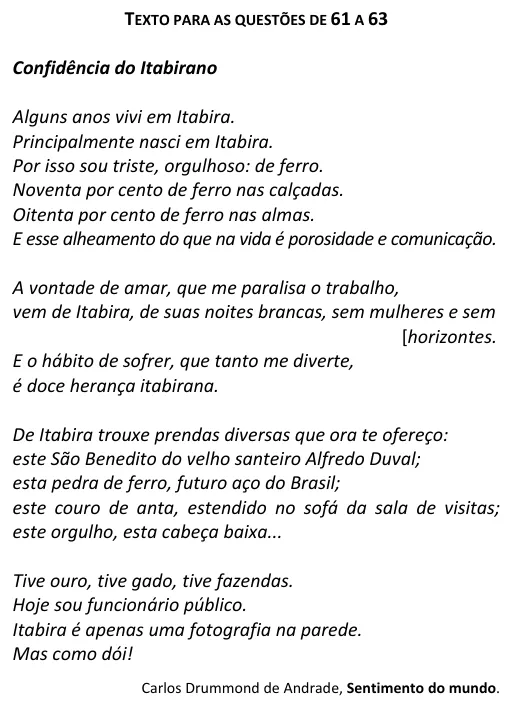 TEXTO PARA AS QUESTÕES DE 61 A 63
Confidência do Itabirano
Alguns anos vivi em Itabira.
Principalmente nasci em Itabira.
Por isso sou triste, orgulhoso: de ferro.
Noventa por cento de ferro nas calçadas.
Oitenta por cento de ferro nas almas.
E esse alheamento do que na vida é porosidade e comunicação.
A vontade de amar, que me paralisa o trabalho,
vem de Itabira, de suas noites brancas, sem mulheres e sem
[horizontes.
E o hábito de sofrer, que tanto me diverte,
é doce herança itabirana.
De Itabira trouxe prendas diversas que ora te ofereço:
este São Benedito do velho santeiro Alfredo Duval;
esta pedra de ferro, futuro aço do Brasil;
este couro de anta, estendido no sofá da sala de visitas;
este orgulho, esta cabeça baixa...
Tive ouro, tive gado, tive fazendas.
Hoje sou funcionário público.
Itabira é apenas uma fotografia na parede.
Mas como dói!
Carlos Drummond de Andrade, Sentimento do mundo.